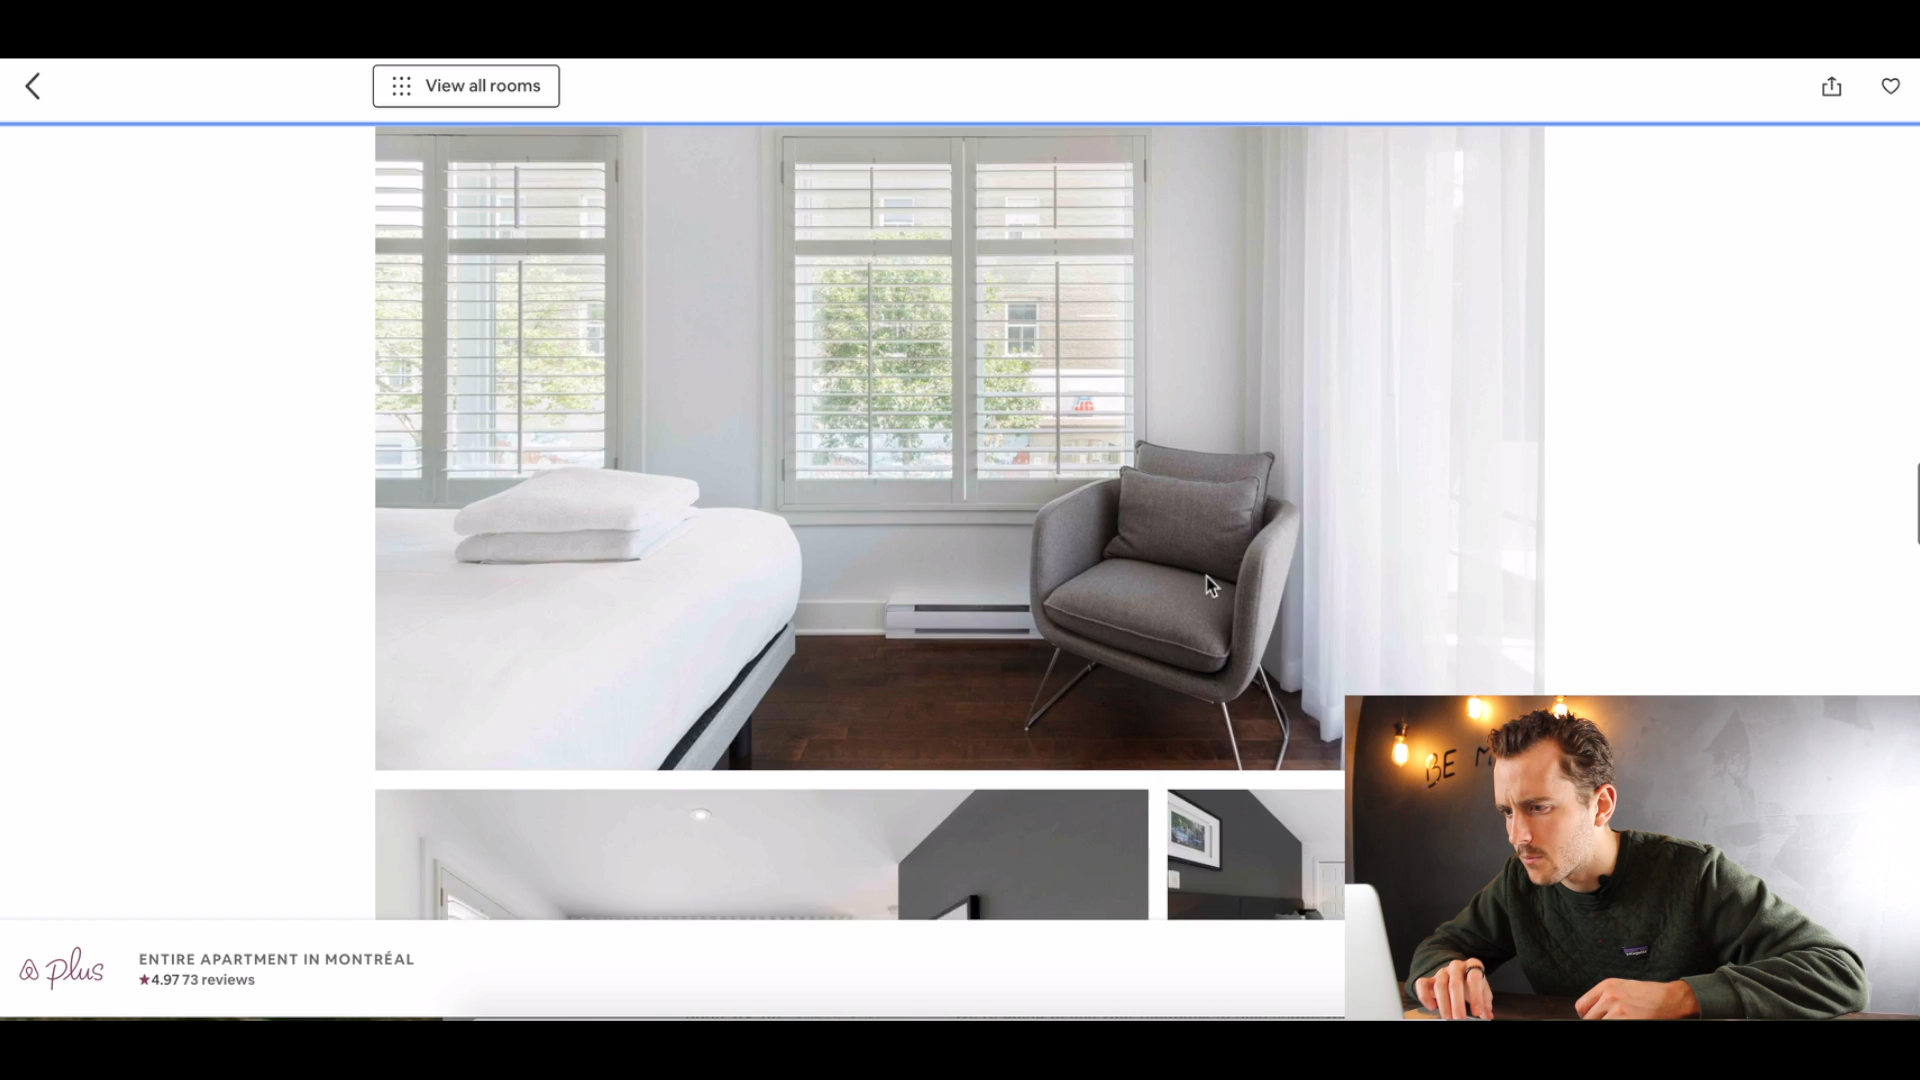 View all rooms
BE M
plus
ENTIRE APARTMENT IN MONTRÉAL
★4.97 73 reviews